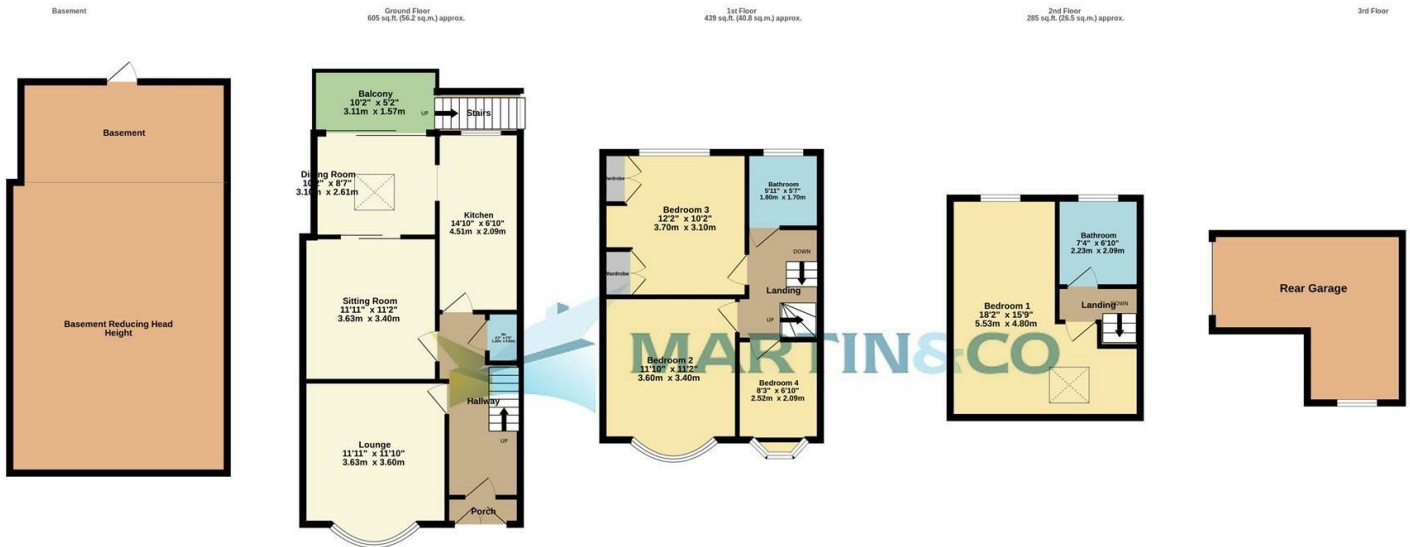 Basement
Ground Floor
605 sq.ft. (56.2 sq.m.) approx.
1st Floor
439 sq.ft. (40.8 sq.m.) approx.
2nd Floor
285 sq.ft. (26.5 sq.m.) approx.
3rd Floor
Basement
Basement Reducing Head
Height
Balcony
10'2" x 5'2"
3.11m x 1.57m
UP
Stairs
Dining Room
10'2" x 8'7"
3.10m x 2.61m
Kitchen
14'10" x 6'10"
4.51m x 2.09m
Sitting Room
11'11" x 11'2"
3.63m x 3.40m
Hallway
UP
Lounge
11'11" x 11'10"
3.63m x 3.60m
Porch
Wardrobe
Bedroom 3
12'2" x 10'2"
3.70m x 3.10m
Wardrobe
Bathroom
5'11" x 5'7"
1.80m x 1.70m
DOWN
Landing
UP
Bedroom 2
11'10" x 11'2"
3.60m x 3.40m
Bedroom 4
8'3" x 6'10"
2.52m x 2.09m
MARTIN&CO
Bathroom
7'4" x 6'10"
2.23m x 2.09m
Landing
DOWN
Bedroom 1
18'2" x 15'9"
5.53m x 4.80m
Rear Garage